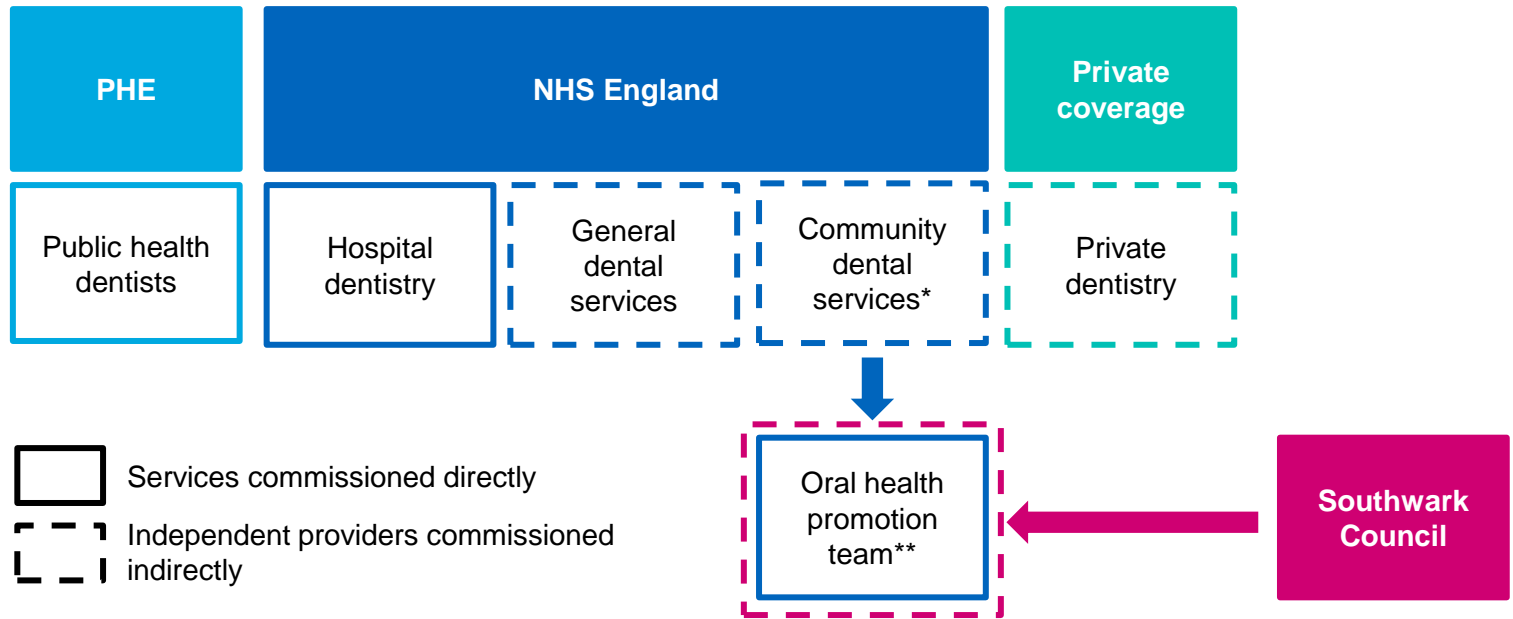 PHE
NHS England
Private
coverage
Public health
dentists
Hospital
dentistry
General
dental
services
Community
dental
services*
Private
dentistry
Services commissioned directly
Independent providers commissioned
indirectly
Oral health
promotion
team**
Southwark
Council